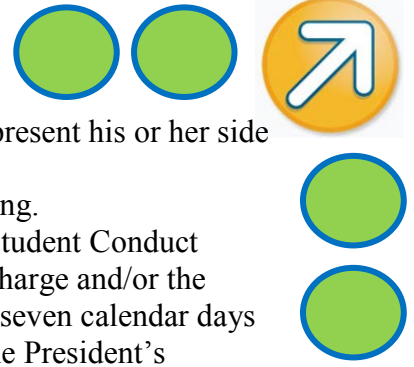 present his or her side
ng.
tudent Conduct
harge and/or the
seven calendar days
e President's